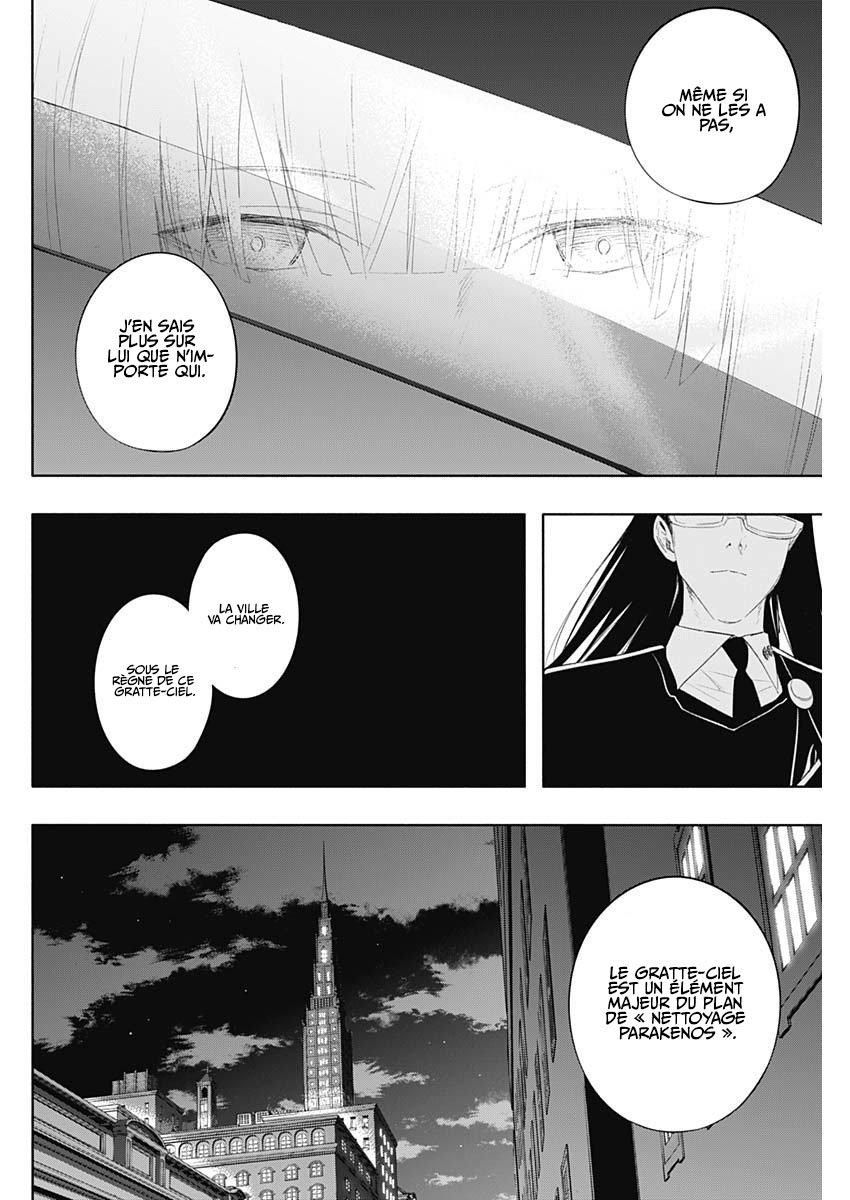 MÊME SI
ON NE LES A
PAS,
J'EN SAIS
PLUS SUR
LUI QUE N'IM-
PORTE QUI.
LA VILLE
VA CHANGER.
SOUS LE
RÈGNE DE CE
GRATTE-CIEL.
LE GRATTE-CIEL
EST UN ÉLÉMENT
MAJEUR DU PLAN
DE « NETTOYAGE
PARAKENOS ».